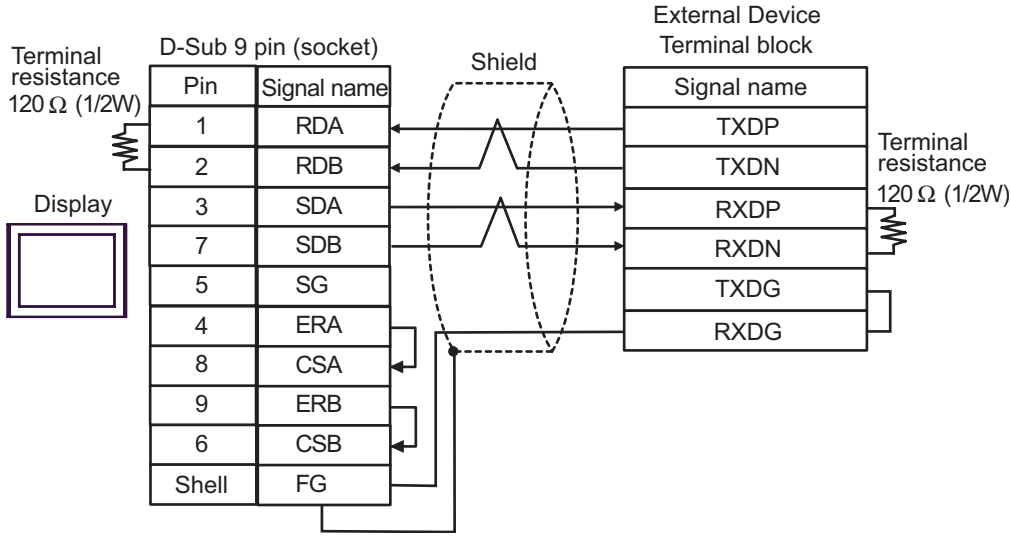 External Device
Terminal block
D-Sub 9 pin (socket)
Shield
Terminal
resistance
120 Ω (1/2W)
Pin Signal name
1 RDA
2 RDB
3 SDA
7 SDB
5 SG
4 ERA
8 CSA
9 ERB
6 CSB
Shell FG
Display
Signal name
TXDP
TXDN
RXDP
RXDN
TXDG
RXDG
Terminal
resistance
120 Ω (1/2W)